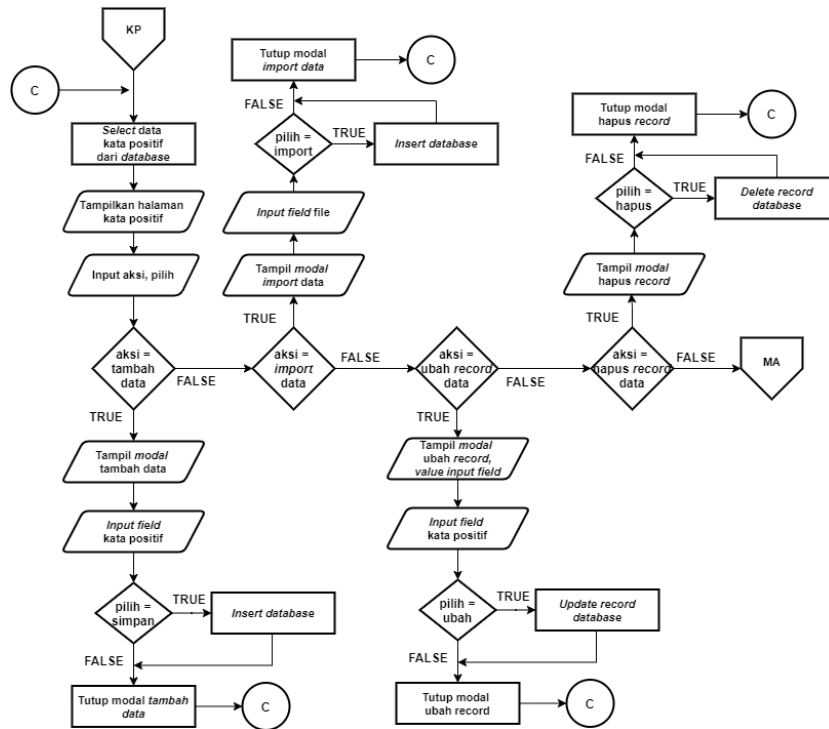 KP
C
Select data
kata positif
dari database
Tampilkan halaman
kata positif
Input aksi, pilih
aksi =
tambah
data
FALSE
TRUE
Tampil modal
tambah data
Input field
kata positif
pilih =
simpan
TRUE
Insert database
FALSE
Tutup modal tambah
data
C
aksi =
import
data
FALSE
TRUE
Tampil modal
import data
Input field file
pilih =
import
TRUE
Insert database
FALSE
Tutup modal
import data
C
aksi =
ubah record
data
FALSE
TRUE
Tampil modal
ubah record,
value input field
Input field
kata positif
pilih =
ubah
TRUE
Update record
database
FALSE
Tutup modal
ubah record
C
aksi =
hapus record
data
FALSE
MA
TRUE
Tampil modal
hapus record
pilih =
hapus
TRUE
Delete record
database
FALSE
Tutup modal
hapus record
C